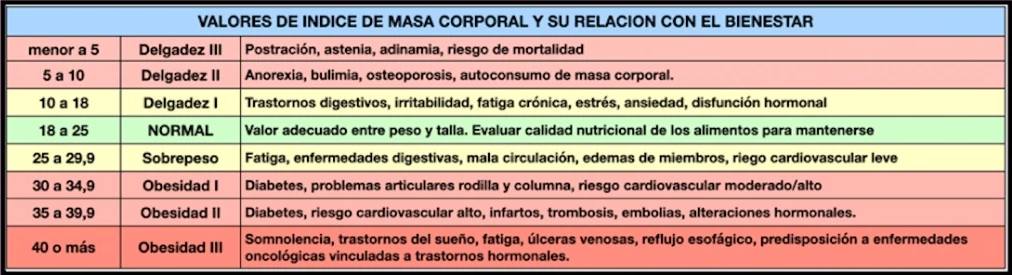 VALORES DE INDICE DE MASA CORPORAL Y SU RELACION CON EL BIENESTAR
menor a 5 Delgadez III Postración, astenia, adinamia, riesgo de mortalidad
5 a 10 Delgadez II Anorexia, bulimia, osteoporosis, autoconsumo de masa corporal.
10 a 18 Delgadez I Trastornos digestivos, irritabilidad, fatiga crónica, estrés, ansiedad, disfunción hormonal
18 a 25 NORMAL Valor adecuado entre peso y talla. Evaluar calidad nutricional de los alimentos para mantenerse
25 a 29,9 Sobrepeso Fatiga, enfermedades digestivas, mala circulación, edemas de miembros, riego cardiovascular leve
30 a 34,9 Obesidad I Diabetes, problemas articulares rodilla y columna, riesgo cardiovascular moderado/alto
35 a 39,9 Obesidad II Diabetes, riesgo cardiovascular alto, infartos, trombosis, embolias, alteraciones hormonales.
40 o más Obesidad III Somnolencia, trastornos del sueño, fatiga, úlceras venosas, reflujo esofágico, predisposición a enfermedades
oncológicas vinculadas a trastornos hormonales.